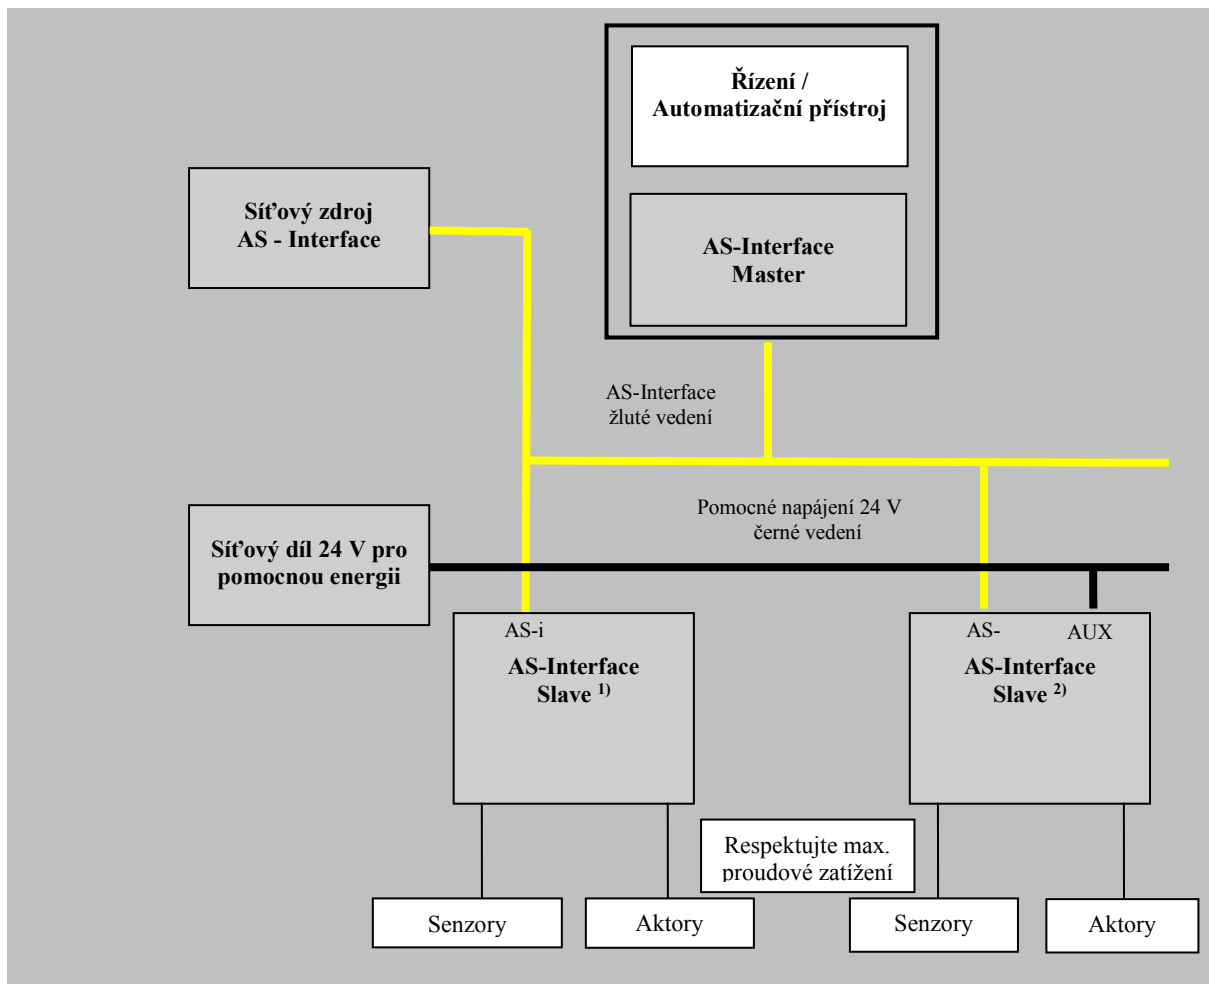 Řízení /
Automatizační přístroj
Síťový zdroj
AS - Interface
AS-Interface
Master
AS-Interface
žluté vedení
Pomocné napájení 24 V
černé vedení
Síťový díl 24 V pro
pomocnou energii
AS-i
AS-Interface
Slave 1)
AS-
AUX
AS-Interface
Slave 2)
Respektujte max.
proudové zatížení
Senzory
Aktory
Senzory
Aktory